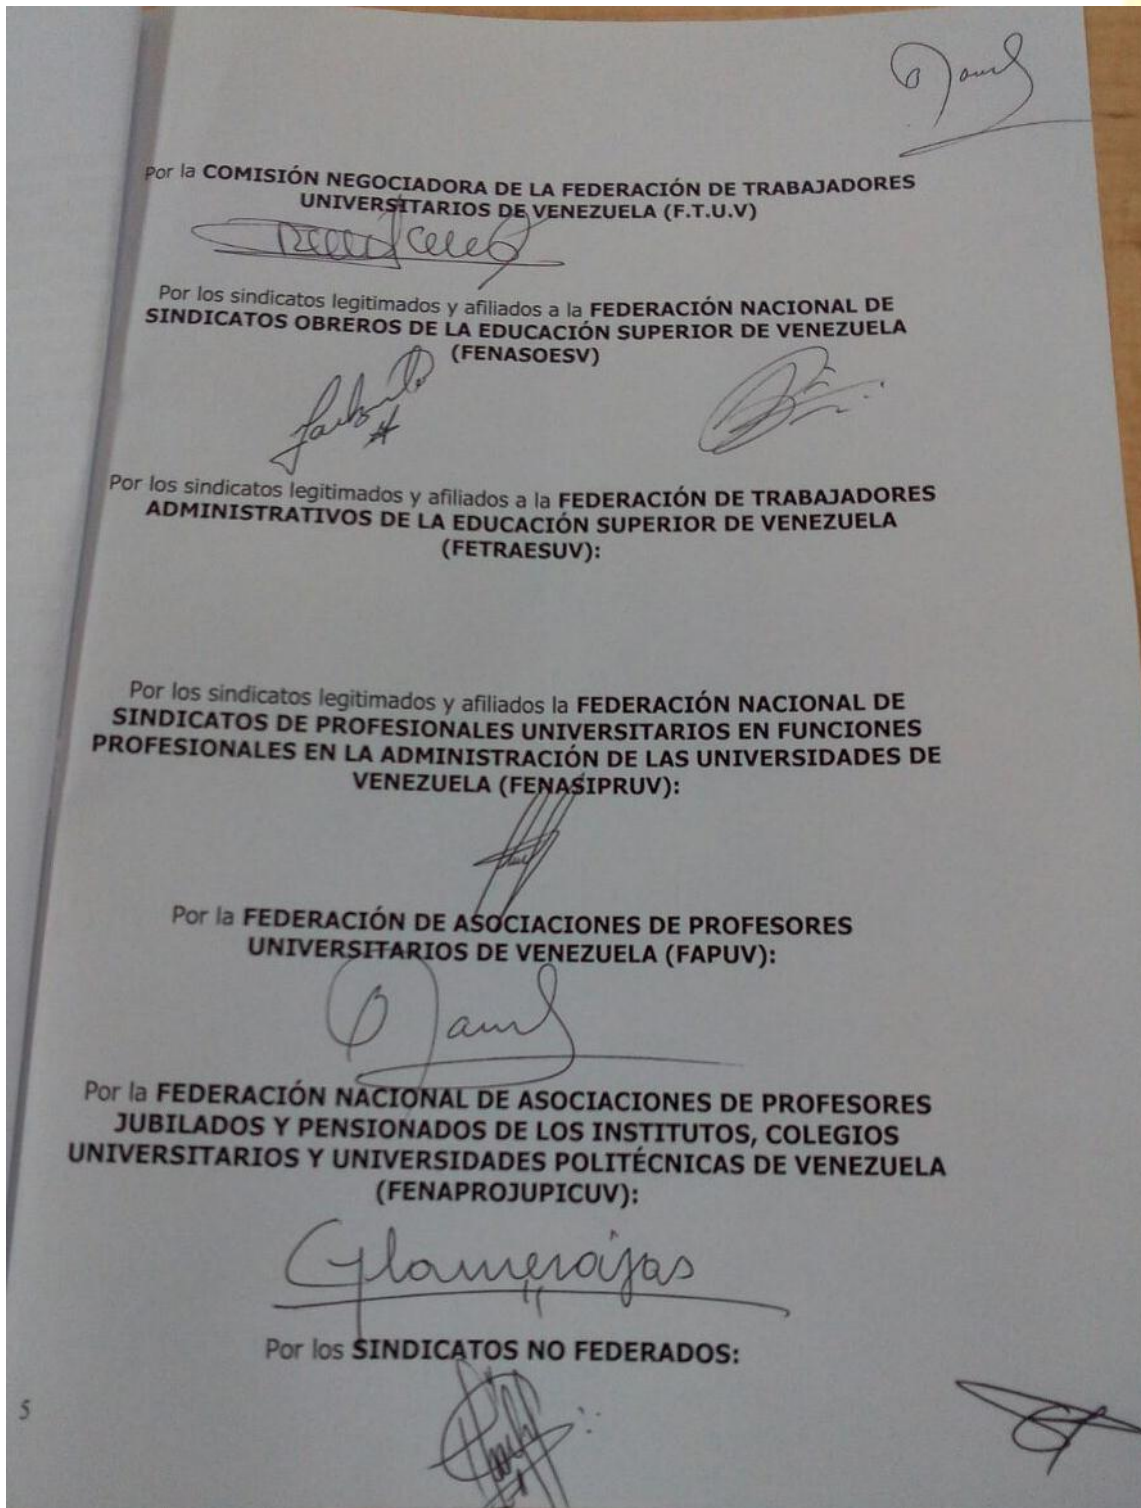 Por la COMISIÓN NEGOCIADORA DE LA FEDERACIÓN DE TRABAJADORES
UNIVERSITARIOS DE VENEZUELA (F.T.U.V)
Por los sindicatos legitimados y afiliados a la FEDERACIÓN NACIONAL DE
SINDICATOS OBREROS DE LA EDUCACIÓN SUPERIOR DE VENEZUELA
(FENASOESV)
Por los sindicatos legitimados y afiliados a la FEDERACIÓN DE TRABAJADORES
ADMINISTRATIVOS DE LA EDUCACIÓN SUPERIOR DE VENEZUELA
(FETRAESUV):
Por los sindicatos legitimados y afiliados la FEDERACIÓN NACIONAL DE
SINDICATOS DE PROFESIONALES UNIVERSITARIOS EN FUNCIONES
PROFESIONALES EN LA ADMINISTRACIÓN DE LAS UNIVERSIDADES DE
VENEZUELA (FENASIPRUV):
Por la FEDERACIÓN DE ASOCIACIONES DE PROFESORES
UNIVERSITARIOS DE VENEZUELA (FAPUV):
Por la FEDERACIÓN NACIONAL DE ASOCIACIONES DE PROFESORES
JUBILADOS Y PENSIONADOS DE LOS INSTITUTOS, COLEGIOS
UNIVERSITARIOS Y UNIVERSIDADES POLITÉCNICAS DE VENEZUELA
(FENAPROJUPICUV):
Por los SINDICATOS NO FEDERADOS:
5